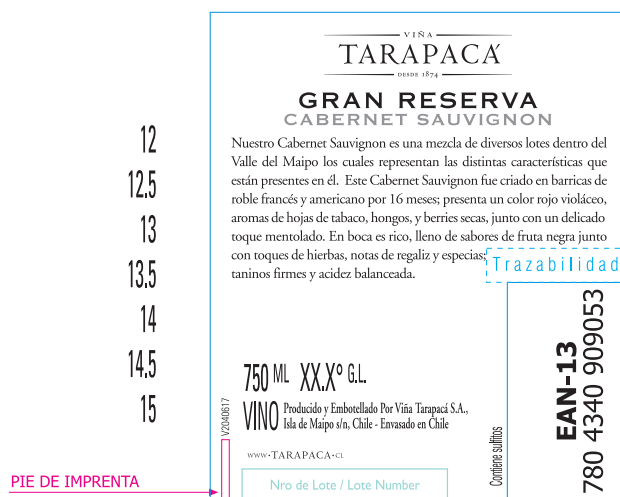 VIÑA
TARAPACÁ
DESDE 1874
GRAN RESERVA
CABERNET SAUVIGNON
Nuestro Cabernet Sauvignon es una mezcla de diversos lotes dentro del
Valle del Maipo los cuales representan las distintas características que
están presentes en él. Este Cabernet Sauvignon fue criado en barricas de
roble francés y americano por 16 meses; presenta un color rojo violáceo,
aromas de hojas de tabaco, hongos, y berries secas, junto con un delicado
toque mentolado. En boca es rico, lleno de sabores de fruta negra junto
con toques de hierbas, notas de regaliz y especias;
taninos firmes y acidez balanceada.
Trazabilidad
12
12.5
13
13.5
14
14.5
15
750 ML XX.X° G.L.
VINO Producido y Embotellado Por Viña Tarapacá S.A.,
Isla de Maipo s/n, Chile - Envasado en Chile
www·TARAPACA·CL
V2040617
PIE DE IMPRENTA
Nro de Lote / Lote Number
Contiene sulfitos
EAN-13
780 4340 909053